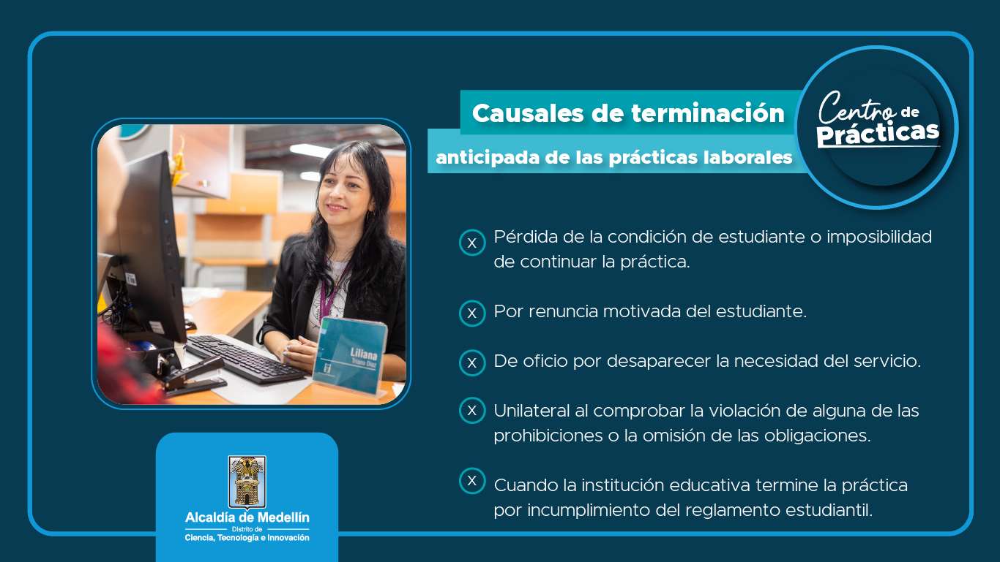 Causales de terminación
anticipada de las prácticas laborales
Centro de
Prácticas
X Pérdida de la condición de estudiante o imposibilidad
de continuar la práctica.
X Por renuncia motivada del estudiante.
X De oficio por desaparecer la necesidad del servicio.
X Unilateral al comprobar la violación de alguna de las
prohibiciones o la omisión de las obligaciones.
X Cuando la institución educativa termine la práctica
por incumplimiento del reglamento estudiantil.
Liliana
Triana Díaz
Alcaldía de Medellín
Distrito de
Ciencia, Tecnología e Innovación